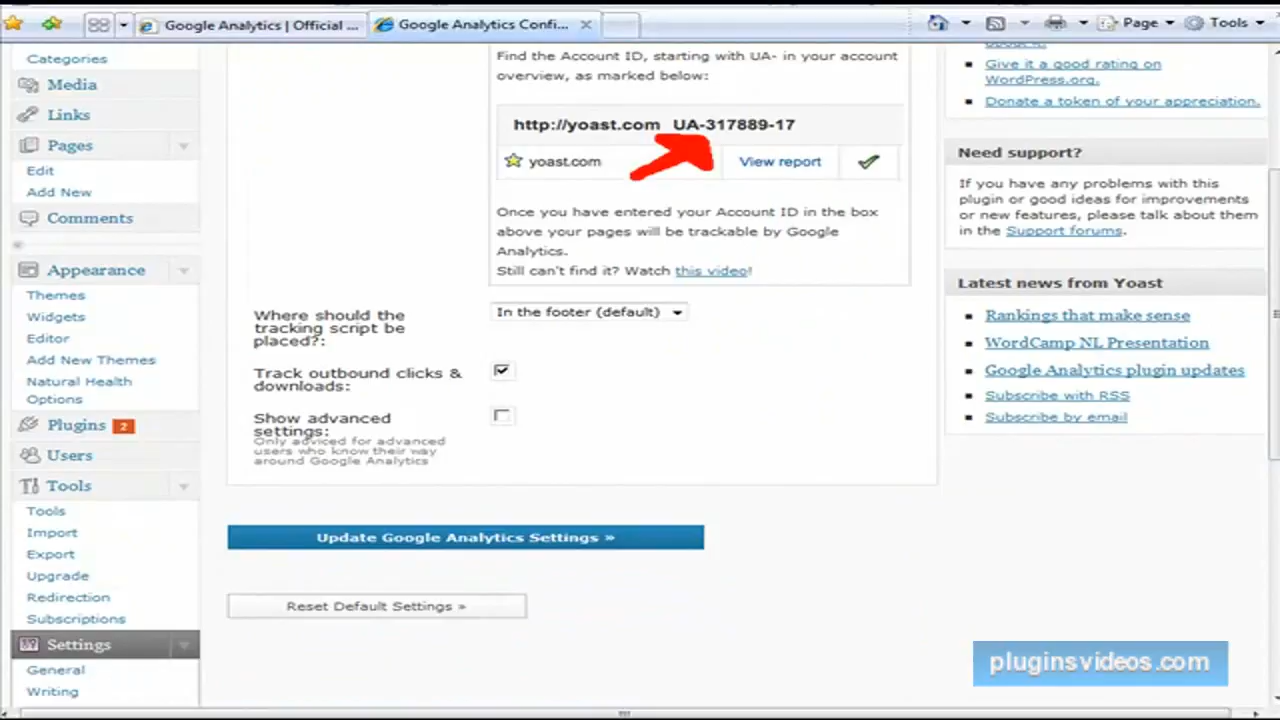 Google Analytics | Official ...
Google Analytics Confi...
Page
Tools
Categories
Media
Links
Pages
Edit
Add New
Comments
Appearance
Themes
Widgets
Editor
Add New Themes
Natural Health
Options
Plugins 2
Users
Tools
Tools
Import
Export
Upgrade
Redirection
Subscriptions
Settings
General
Writing
Find the Account ID, starting with UA- in your account
overview, as marked below:
http://yoast.com UA-317889-17
yoast.com View report
Once you have entered your Account ID in the box
above your pages will be trackable by Google
Analytics.
Still can't find it? Watch this video!
Where should the
tracking script be
placed?:
In the footer (default)
Track outbound clicks &
downloads:
Show advanced
settings:
Only adviced for advanced
users who know their way
around Google Analytics
Update Google Analytics Settings »
Reset Default Settings »
Give it a good rating on
WordPress.org.
Donate a token of your appreciation.
Need support?
If you have any problems with this
plugin or good ideas for improvements
or new features, please talk about them
in the Support forums.
Latest news from Yoast
Rankings that make sense
WordCamp NL Presentation
Google Analytics plugin updates
Subscribe with RSS
Subscribe by email
pluginsvideos.com